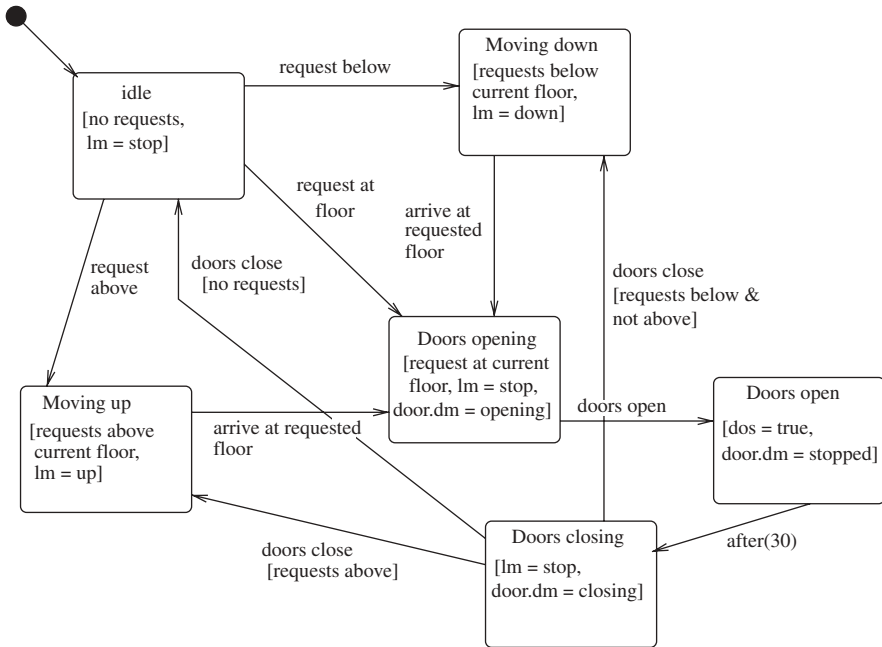 Moving down
[requests below
current floor,
lm = down]
request below
idle
[no requests,
lm = stop]
request at
floor
arrive at
requested
floor
request
above
doors close
[no requests]
doors close
[requests below &
not above]
Doors opening
[request at current
floor, lm = stop,
door.dm = opening]
Doors open
[dos = true,
door.dm = stopped]
doors open
Moving up
[requests above
current floor,
lm = up]
arrive at requested
floor
Doors closing
[lm = stop,
door.dm = closing]
after(30)
doors close
[requests above]